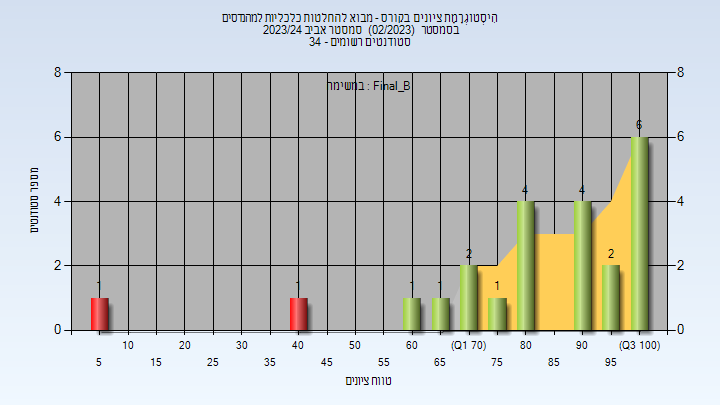 היסטוגרמת ציונים בקורס - מבוא להחלטות כלכליות למהנדסים
בסמסטר (02/2023) סמסטר אביב 2023/24
סטודנטים רשומים - 34
במשימה : Final_B
8 8
6 6
4 4
2 2
0 0
מספר סטודנטים
1 1 1 1 2 1 4 4 2 6
10 20 30 40 50 60 (Q1 70) 80 90 (Q3 100)
5 15 25 35 45 55 65 75 85 95
טווח ציונים